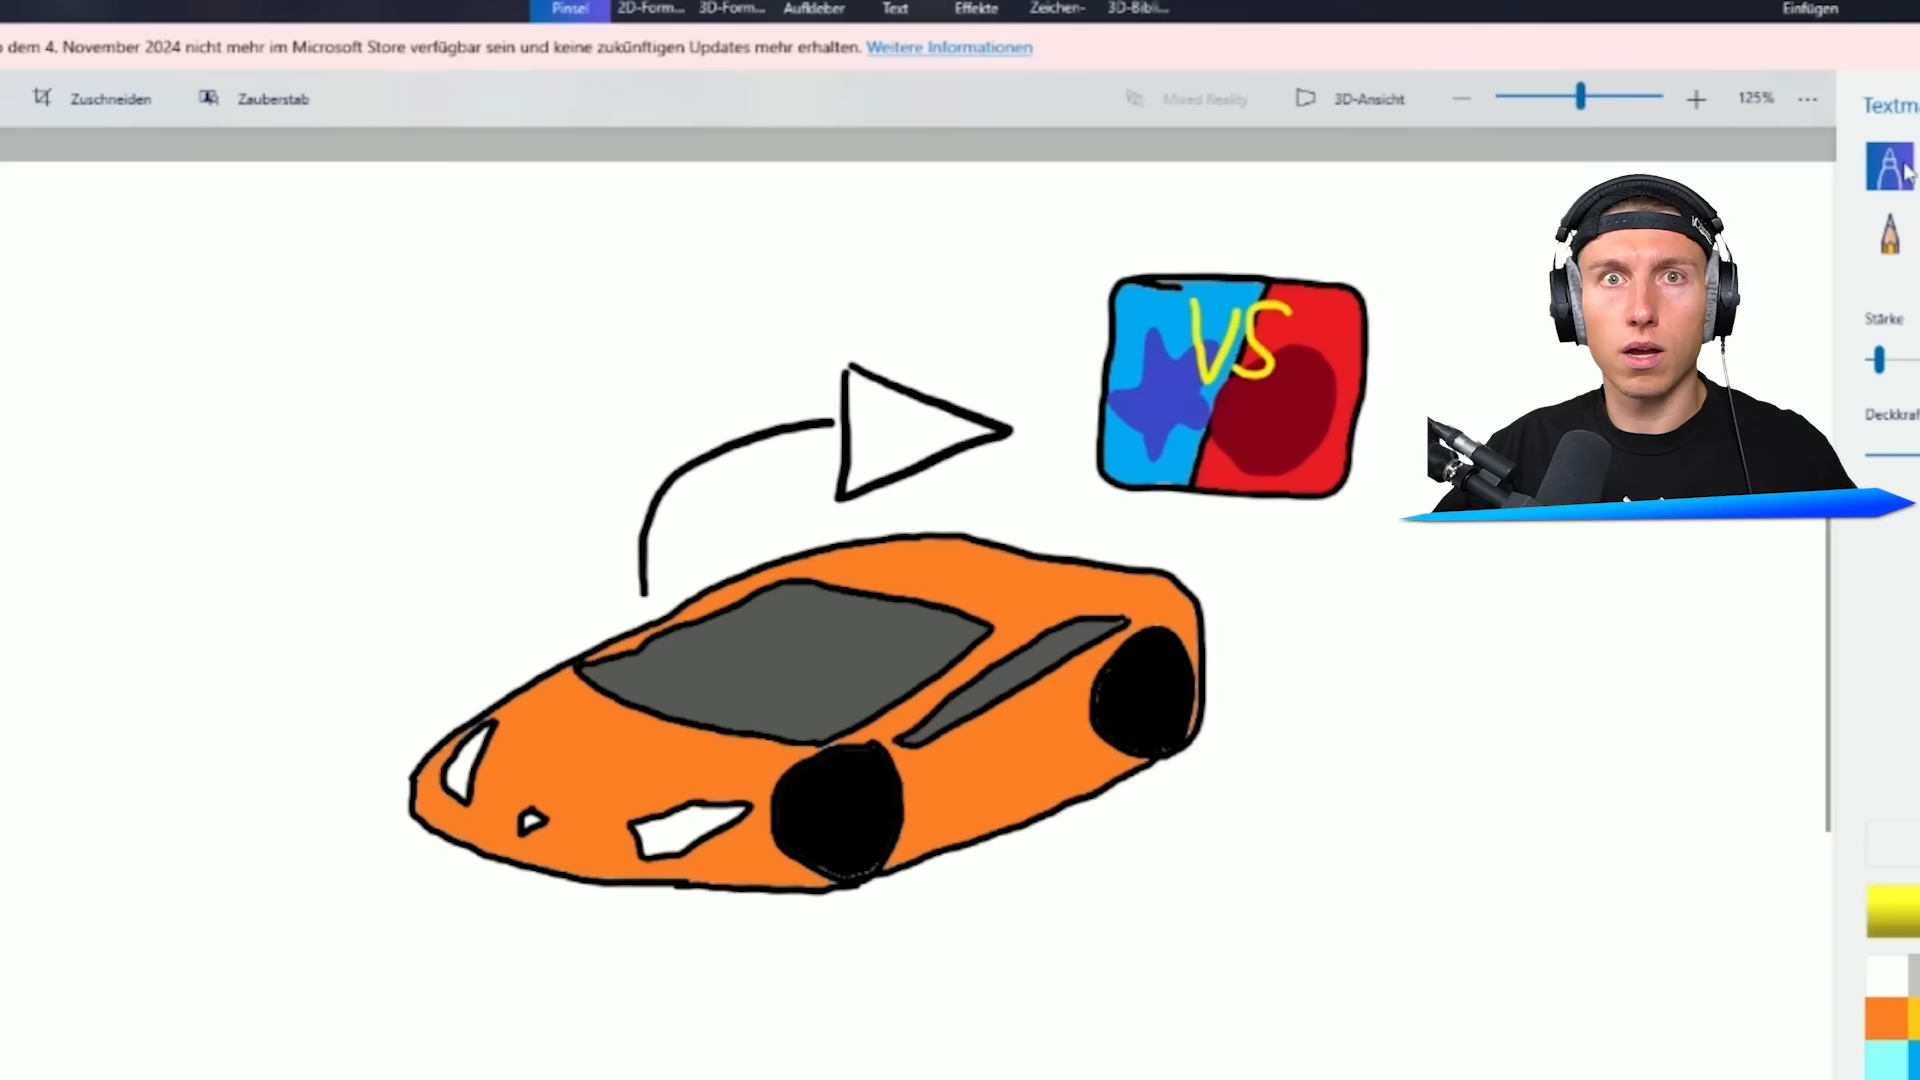 Pinsel 2D-Form... 3D-Form... Aufkleber Text Effekte Zeichen- 3D-Bibli... Einfügen
dem 4. November 2024 nicht mehr im Microsoft Store verfügbar sein und keine zukünftigen Updates mehr erhalten. Weitere Informationen
Zuschneiden Zauberstab Mixed Reality 3D-Ansicht 125% ...
Textm
VS
Stärke
Deckkraf